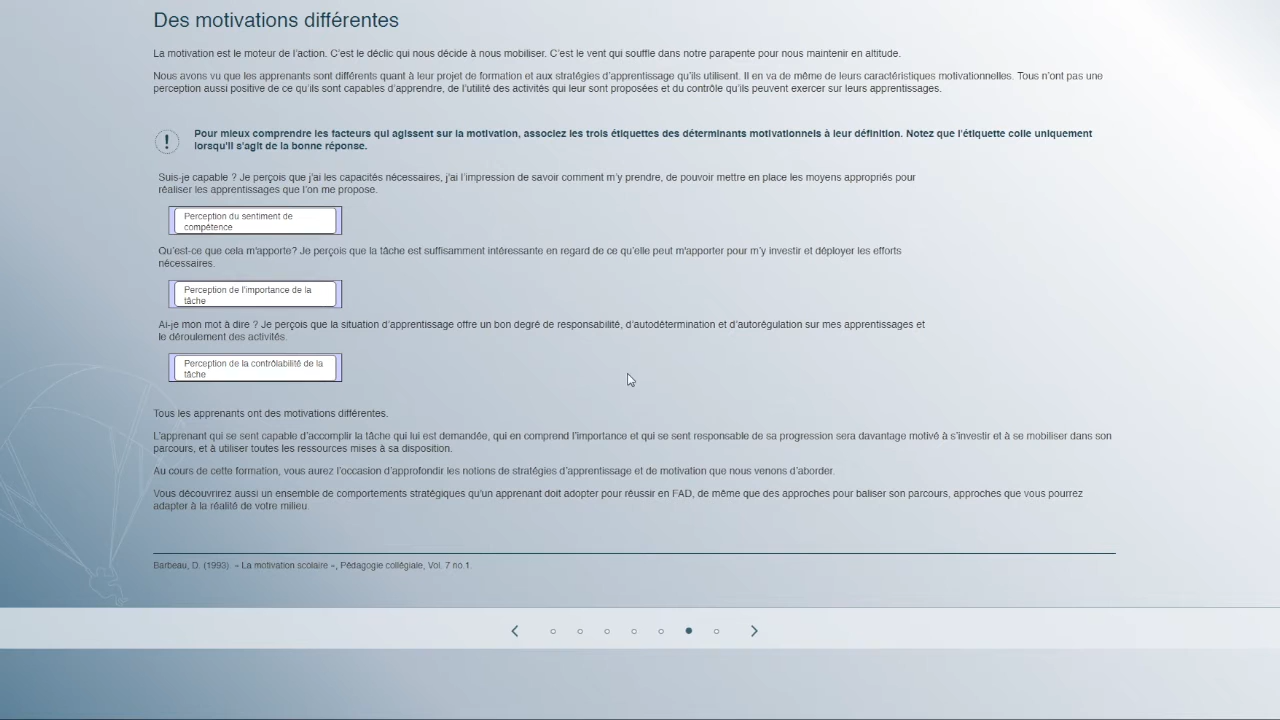 Des motivations différentes
La motivation est le moteur de l'action. C'est le déclic qui nous décide à nous mobiliser. C'est le vent qui souffle dans notre parapente pour nous maintenir en altitude.
Nous avons vu que les apprenants sont différents quant à leur projet de formation et aux stratégies d'apprentissage qu'ils utilisent. Il en va de même de leurs caractéristiques motivationnelles. Tous n'ont pas une
perception aussi positive de ce qu'ils sont capables d'apprendre, de l'utilité des activités qui leur sont proposées et du contrôle qu'ils peuvent exercer sur leurs apprentissages.
Pour mieux comprendre les facteurs qui agissent sur la motivation, associez les trois étiquettes des déterminants motivationnels à leur définition. Notez que l'étiquette colle uniquement
lorsqu'il s'agit de la bonne réponse.
Suis-je capable ? Je perçois que j'ai les capacités nécessaires, j'ai l'impression de savoir comment m'y prendre, de pouvoir mettre en place les moyens appropriés pour
réaliser les apprentissages que l'on me propose.
Perception du sentiment de
compétence
Qu'est-ce que cela m'apporte? Je perçois que la tâche est suffisamment intéressante en regard de ce qu'elle peut m'apporter pour m'y investir et déployer les efforts
nécessaires.
Perception de l'importance de la
tâche
Ai-je mon mot à dire ? Je perçois que la situation d'apprentissage offre un bon degré de responsabilité, d'autodétermination et d'autorégulation sur mes apprentissages et
le déroulement des activités.
Perception de la contrôlabilité de la
tâche
Tous les apprenants ont des motivations différentes.
L'apprenant qui se sent capable d'accomplir la tâche qui lui est demandée, qui en comprend l'importance et qui se sent responsable de sa progression sera davantage motivé à s'investir et à se mobiliser dans son
parcours, et à utiliser toutes les ressources mises à sa disposition.
Au cours de cette formation, vous aurez l'occasion d'approfondir les notions de stratégies d'apprentissage et de motivation que nous venons d'aborder.
Vous découvrirez aussi un ensemble de comportements stratégiques qu'un apprenant doit adopter pour réussir en FAD, de même que des approches pour baliser son parcours, approches que vous pourrez
adapter à la réalité de votre milieu.
Barbeau, D. (1993). « La motivation scolaire », Pédagogie collégiale, Vol. 7 no.1.